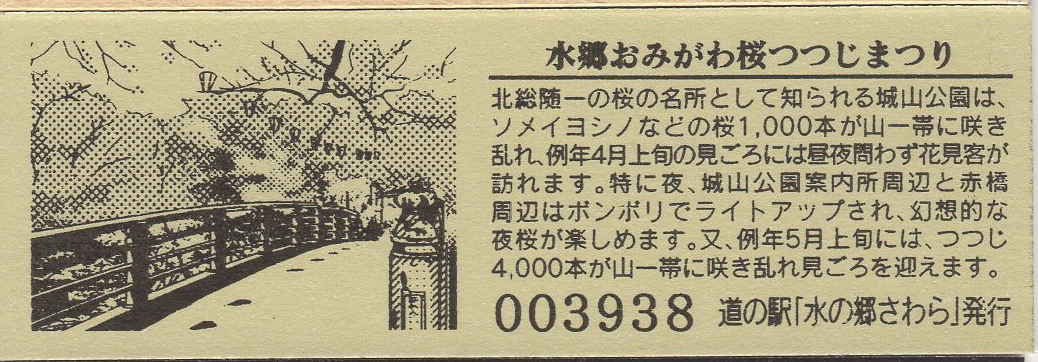 水郷おみがわ桜つつじまつり
北総随一の桜の名所として知られる城山公園は、
ソメイヨシノなどの桜1,000本が山一帯に咲き
乱れ、例年4月上旬の見ごろには昼夜問わず花見客が
訪れます。特に夜、城山公園案内所周辺と赤橋
周辺はボンボリでライトアップされ、幻想的な
夜桜が楽しめます。又、例年5月上旬には、つつじ
4,000本が山一帯に咲き乱れ見ごろを迎えます。
003938 道の駅「水の郷さわら」発行